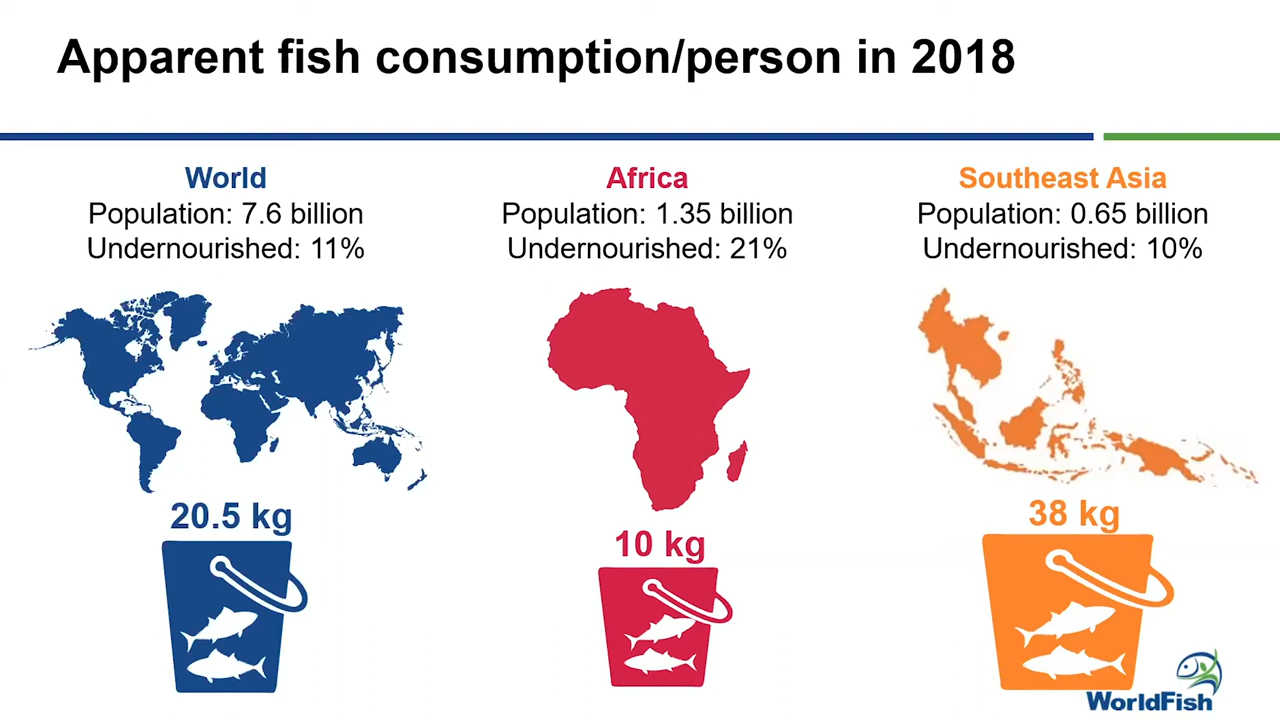 Apparent fish consumption/person in 2018
World
Population: 7.6 billion
Undernourished: 11%
20.5 kg
Africa
Population: 1.35 billion
Undernourished: 21%
10 kg
Southeast Asia
Population: 0.65 billion
Undernourished: 10%
38 kg
WorldFish